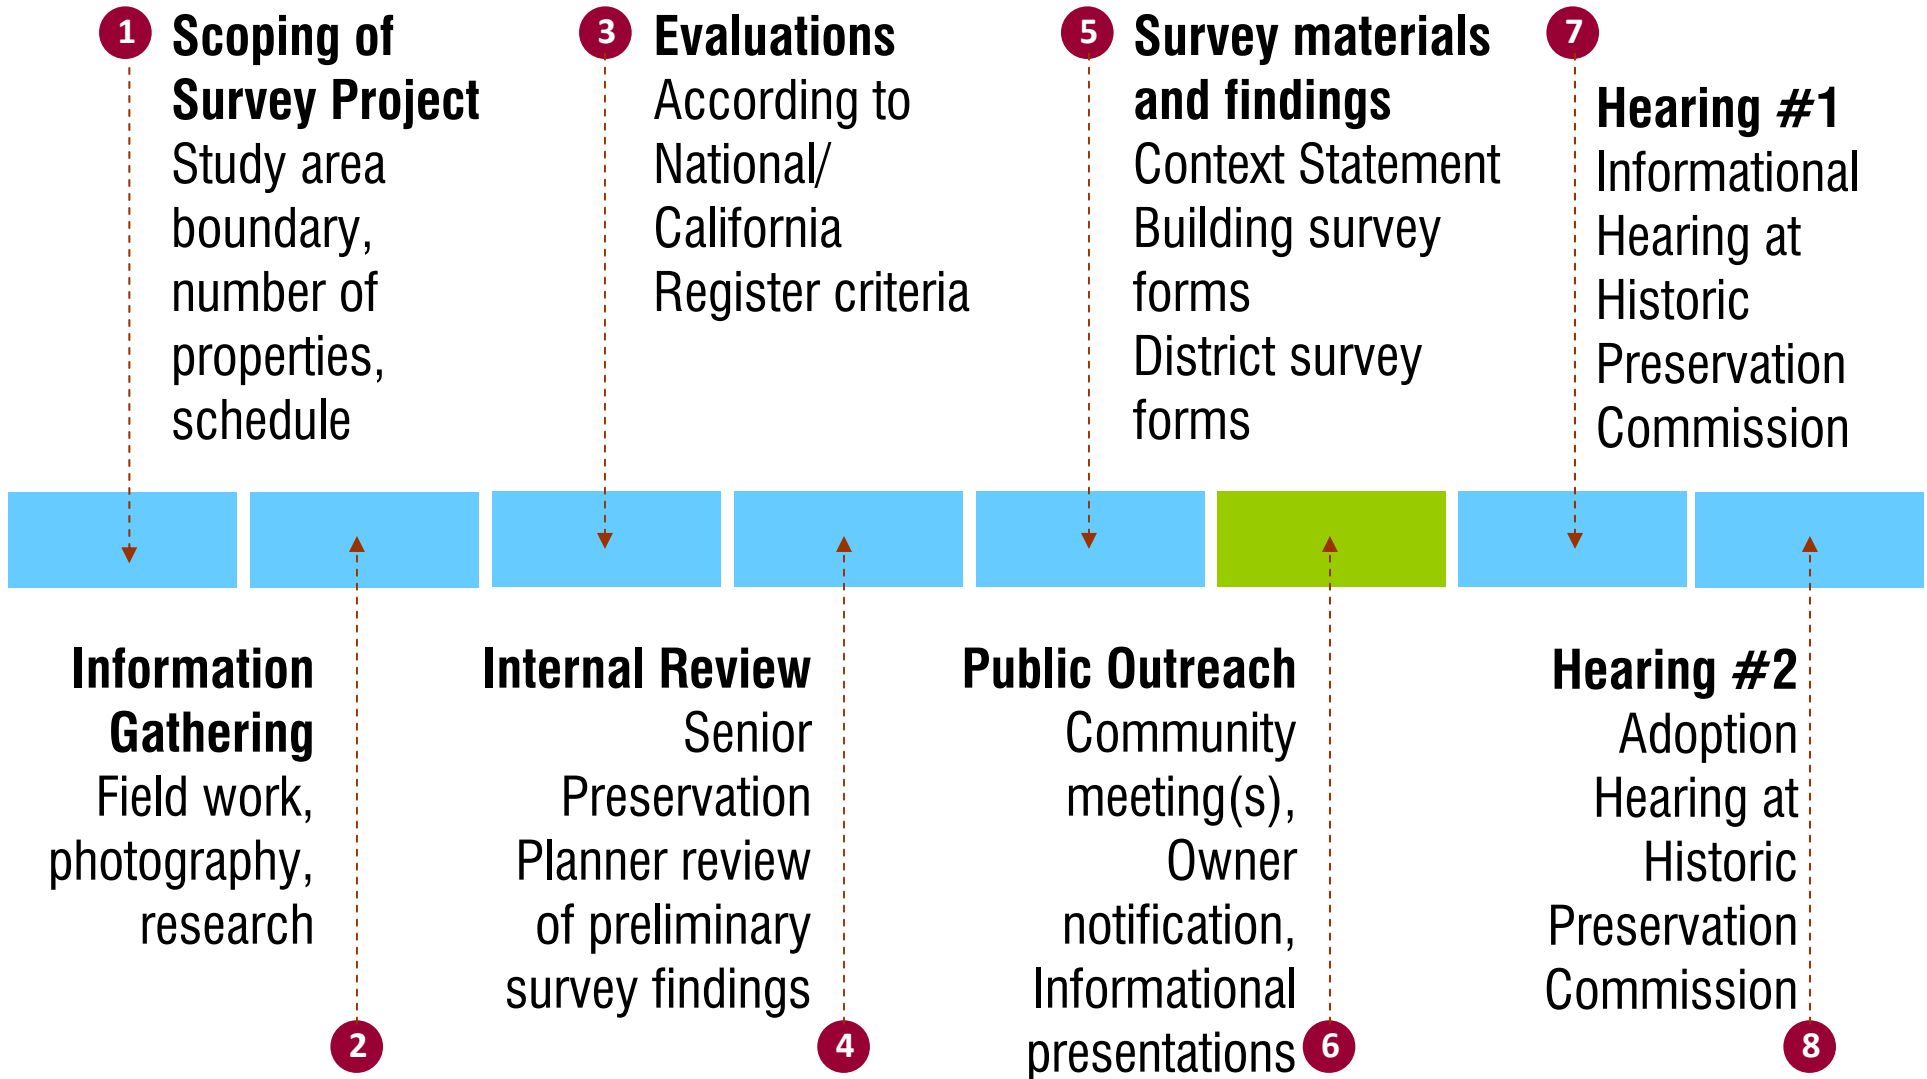 1
Scoping of
Survey Project
Study area
boundary,
number of
properties,
schedule
2
Information
Gathering
Field work,
photography,
research
3
Evaluations
According to
National/
California
Register criteria
4
Internal Review
Senior
Preservation
Planner review
of preliminary
survey findings
5
Survey materials
and findings
Context Statement
Building survey
forms
District survey
forms
6
Public Outreach
Community
meeting(s),
Owner
notification,
Informational
presentations
7
Hearing #1
Informational
Hearing at
Historic
Preservation
Commission
8
Hearing #2
Adoption
Hearing at
Historic
Preservation
Commission